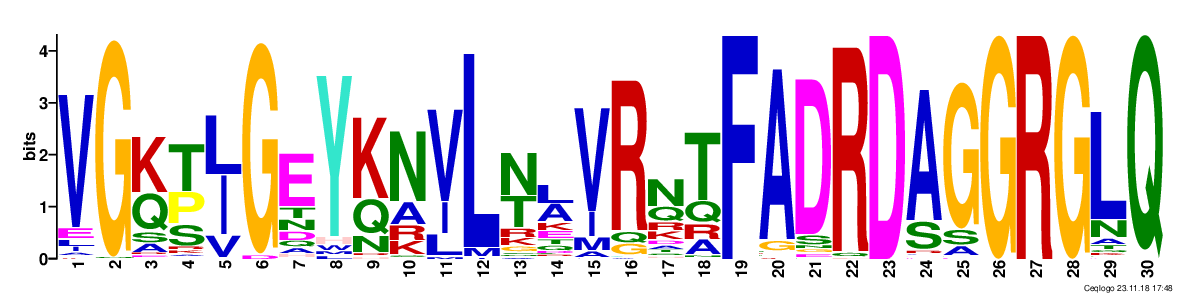 bits
4
3
2
1
0
VGKTLGEYKNVLNLVRNTFADRDAGGRGLQ
EQPINHQAILTAIQQQGSSN
1 2 3 4 5 6 7 8 9 10 11 12 13 14 15 16 17 18 19 20 21 22 23 24 25 26 27 28 29 30
Ceqlogo 23.11.18 17:48